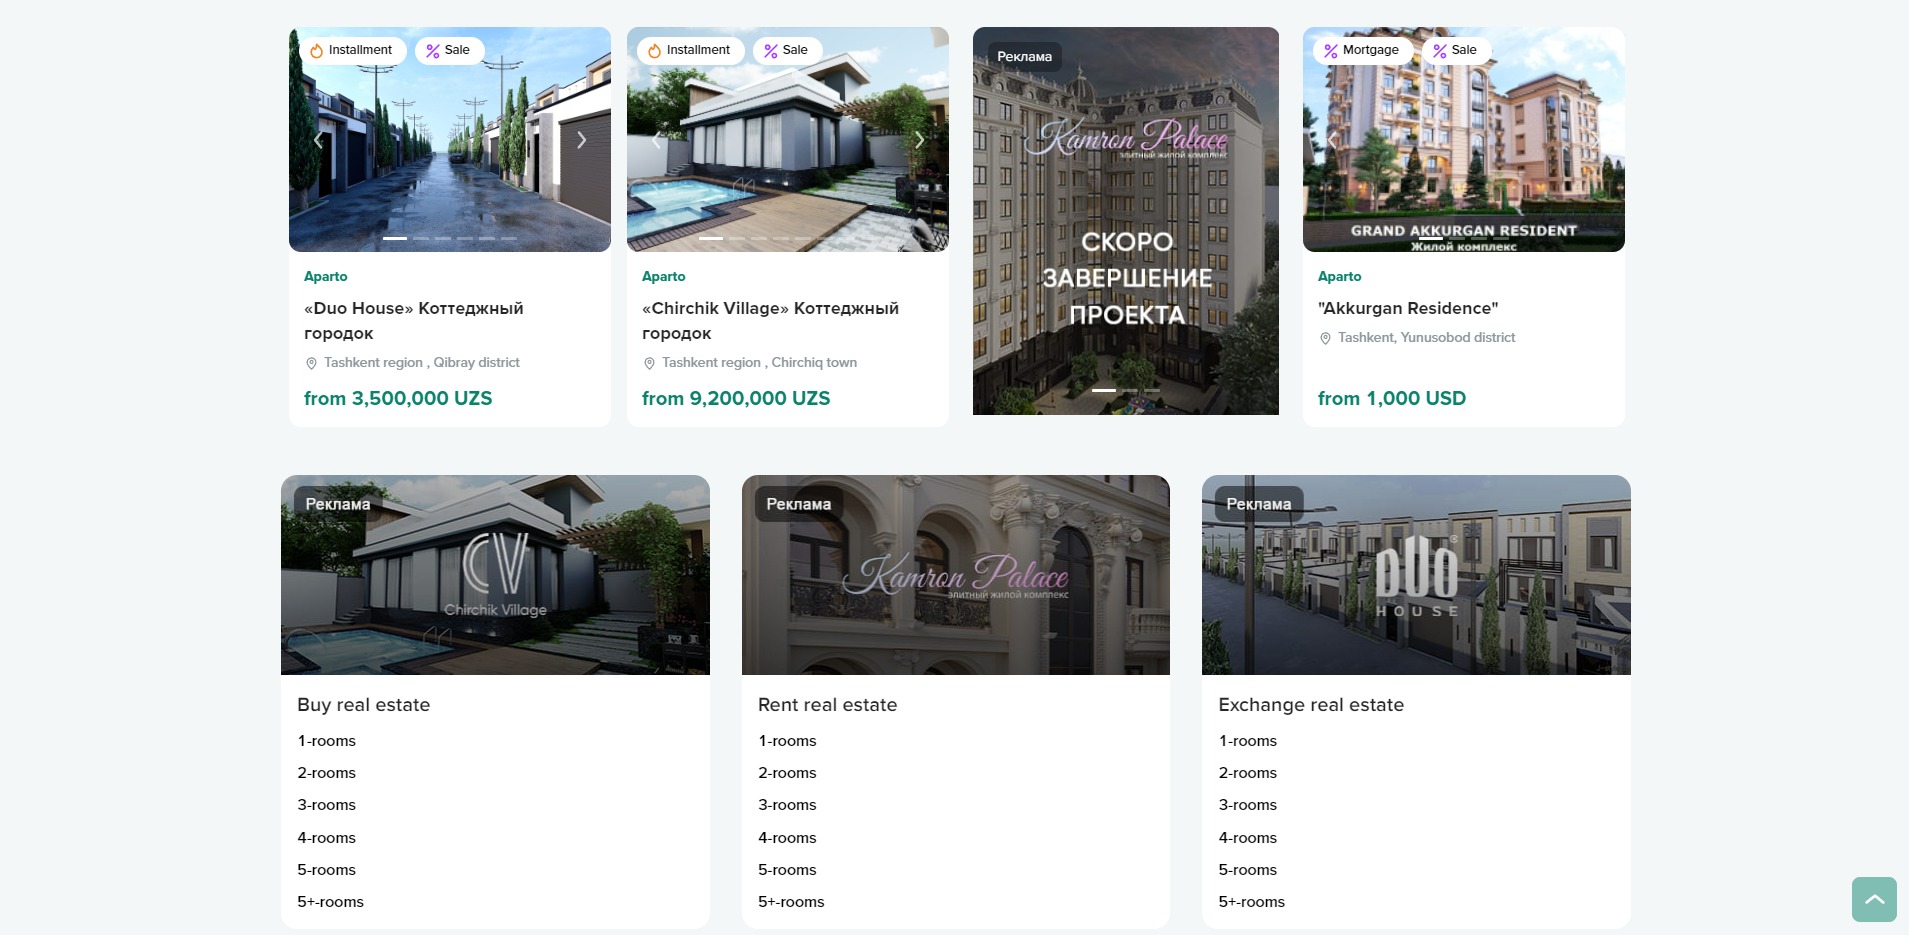 Installment
Sale
Installment
Sale
Реклама
Mortgage
Sale
Kamron Palace
элитный жилой комплекс
СКОРО
ЗАВЕРШЕНИЕ
ПРОЕКТА
GRAND AKKURGAN RESIDENT
Жилой комплекс
Aparto
«Duo House» Коттеджный
городок
Tashkent region , Qibray district
from 3,500,000 UZS
Aparto
«Chirchik Village» Коттеджный
городок
Tashkent region , Chirchiq town
from 9,200,000 UZS
Aparto
"Akkurgan Residence"
Tashkent, Yunusobod district
from 1,000 USD
Реклама
CV
Chirchik Village
Buy real estate
1-rooms
2-rooms
3-rooms
4-rooms
5-rooms
5+-rooms
Реклама
Kamron Palace
элитный жилой комплекс
Rent real estate
1-rooms
2-rooms
3-rooms
4-rooms
5-rooms
5+-rooms
Реклама
DUO®
HOUSE
Exchange real estate
1-rooms
2-rooms
3-rooms
4-rooms
5-rooms
5+-rooms